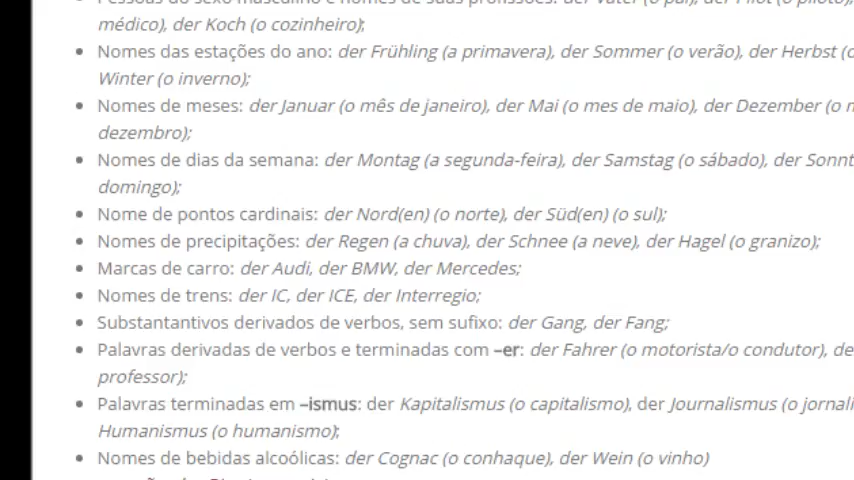 médico), der Koch (o cozinheiro);
Nomes das estações do ano: der Frühling (a primavera), der Sommer (o verão), der Herbst (o
Winter (o inverno);
Nomes de meses: der Januar (o mês de janeiro), der Mai (o mes de maio), der Dezember (o
dezembro);
Nomes de dias da semana: der Montag (a segunda-feira), der Samstag (o sábado), der Sonnt
domingo);
Nome de pontos cardinais: der Nord(en) (o norte), der Süd(en) (o sul);
Nomes de precipitações: der Regen (a chuva), der Schnee (a neve), der Hagel (o granizo);
Marcas de carro: der Audi, der BMW, der Mercedes;
Nomes de trens: der IC, der ICE, der Interregio;
Substantantivos derivados de verbos, sem sufixo: der Gang, der Fang;
Palavras derivadas de verbos e terminadas com –er: der Fahrer (o motorista/o condutor), de
professor);
Palavras terminadas em –ismus: der Kapitalismus (o capitalismo), der Journalismus (o jornali
Humanismus (o humanismo);
Nomes de bebidas alcoólicas: der Cognac (o conhaque), der Wein (o vinho)